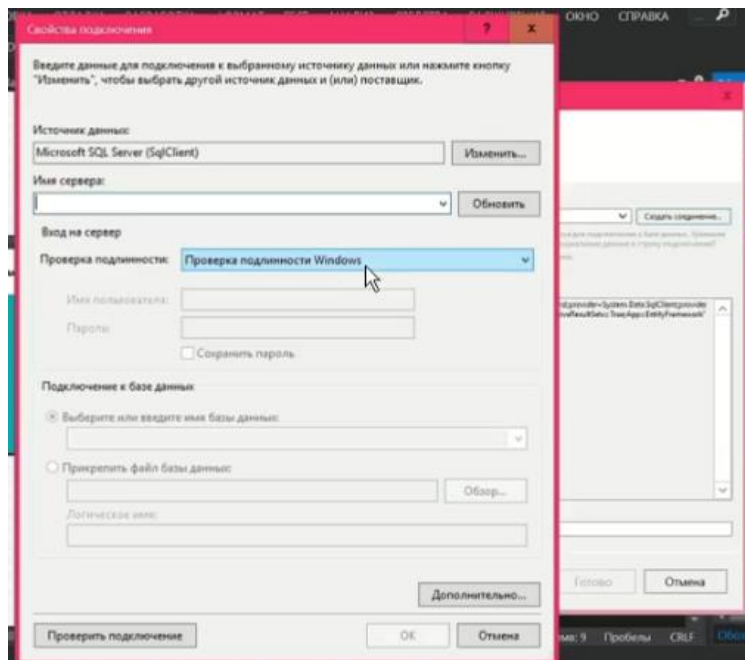 ОКНО СПРАВКА
Свойства подключения
Введите данные для подключения к выбранному источнику данных или нажмите кнопку
"Изменить", чтобы выбрать другой источник данных и (или) поставщик.
Источник данных:
Microsoft SQL Server (SqlClient)
Изменить...
Имя сервера:
Обновить
Вход на сервер
Проверка подлинности:
Проверка подлинности Windows
Имя пользователя:
Пароль:
Сохранить пароль
Подключение к базе данных
Выберите или введите имя базы данных:
Прикрепить файл базы данных:
Обзор...
Логическое имя:
Дополнительно...
Проверить подключение
ОК
Отмена
Создать соединение...
Готово
Отмена
Пробелы CRLF